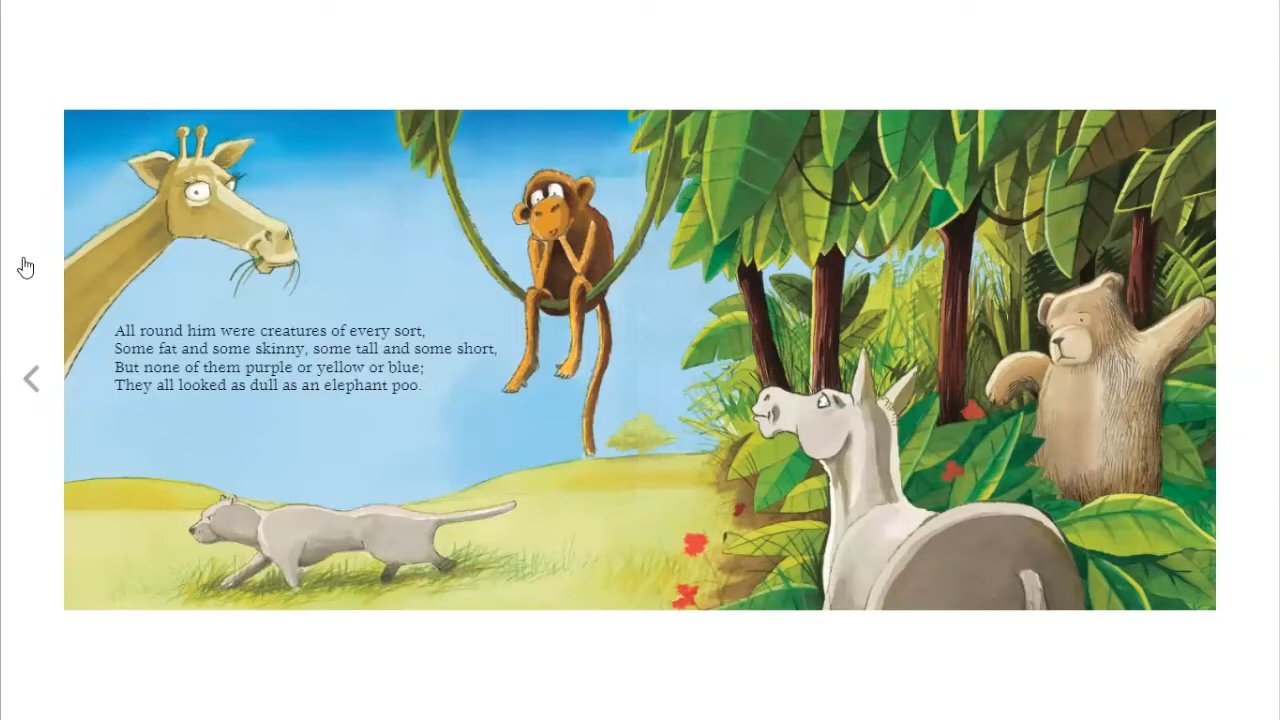 All round him were creatures of every sort,
Some fat and some skinny, some tall and some short,
But none of them purple or yellow or blue;
They all looked as dull as an elephant poo.